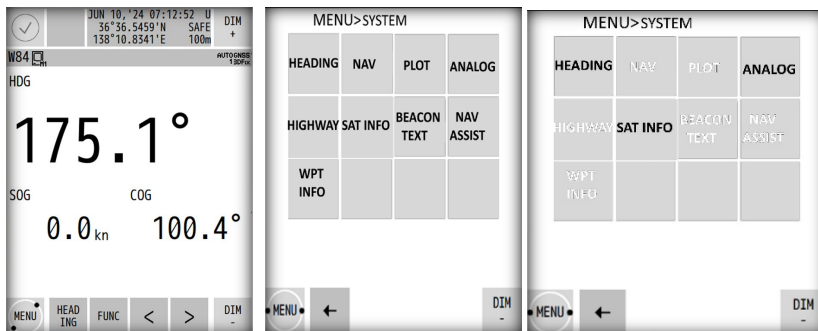 JUN 10,'24 07:12:52 U
36°36.5459'N SAFE
138°10.8341'E 100m
DIM
+
W84
M1
AUTOGNSS
13DFix
HDG
175.1°
SOG COG
0.0kn 100.4°
MENU
HEAD
ING
FUNC
<
>
DIM
-
MENU>SYSTEM
HEADING NAV PLOT ANALOG
HIGHWAY SAT INFO BEACON
TEXT
NAV
ASSIST
WPT
INFO
MENU
DIM
-
MENU>SYSTEM
HEADING NAV PLOT ANALOG
HIGHWAY SAT INFO BEACON
TEXT
NAV
ASSIST
WPT
INFO
MENU
DIM
-